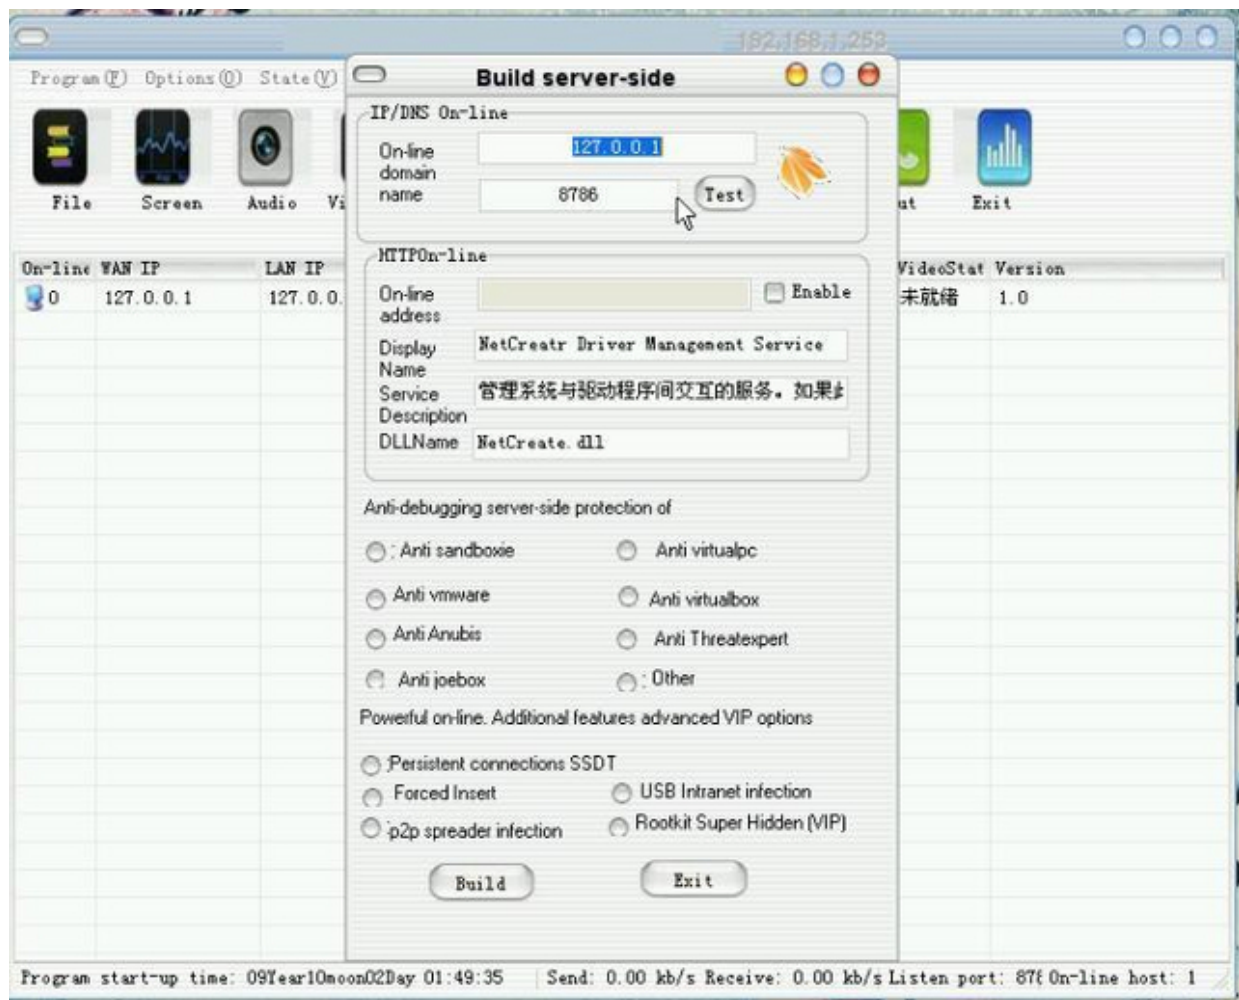 192.168.1.253
Program(F) Options(O) State(V)
Build server-side
IP/DNS On-line
On-line domain name
127.0.0.1
8786
Test
File Screen Audio
Exit
HTTPOn-line
On-line address
Enable
Display Name
NetCreatr Driver Management Service
Service Description
管理系统与驱动程序间交互的服务。如果
DLLName
NetCreate.dll
On-line WAN IP LAN IP
VideoStat Version
0 127.0.0.1 127.0.0.
未就绪 1.0
Anti-debugging server-side protection of
: Anti sandboxie
Anti virtualpc
Anti vmware
Anti virtualbox
Anti Anubis
Anti Threatexpert
Anti joebox
: Other
Powerful on-line. Additional features advanced VIP options
:Persistent connections SSDT
Forced Insert
USB Intranet infection
:p2p spreader infection
Rootkit Super Hidden (VIP)
Build
Exit
Program start-up time: 09Year10moon02Day 01:49:35
Send: 0.00 kb/s Receive: 0.00 kb/s Listen port: 878 On-line host: 1